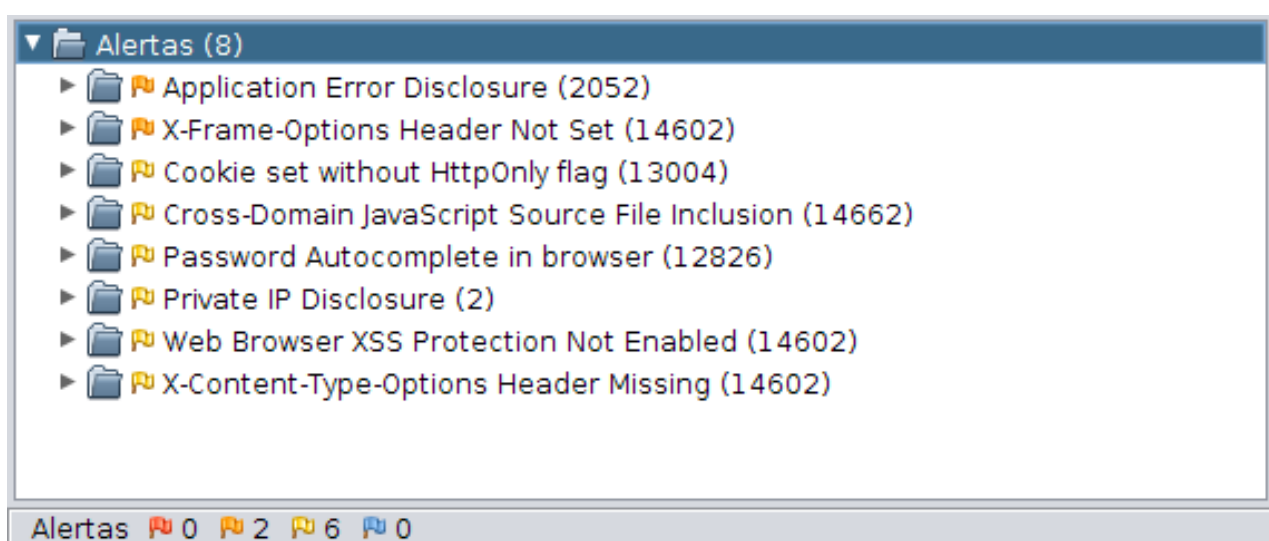 Alertas (8)
Application Error Disclosure (2052)
X-Frame-Options Header Not Set (14602)
Cookie set without HttpOnly flag (13004)
Cross-Domain JavaScript Source File Inclusion (14662)
Password Autocomplete in browser (12826)
Private IP Disclosure (2)
Web Browser XSS Protection Not Enabled (14602)
X-Content-Type-Options Header Missing (14602)
Alertas 0 2 6 0